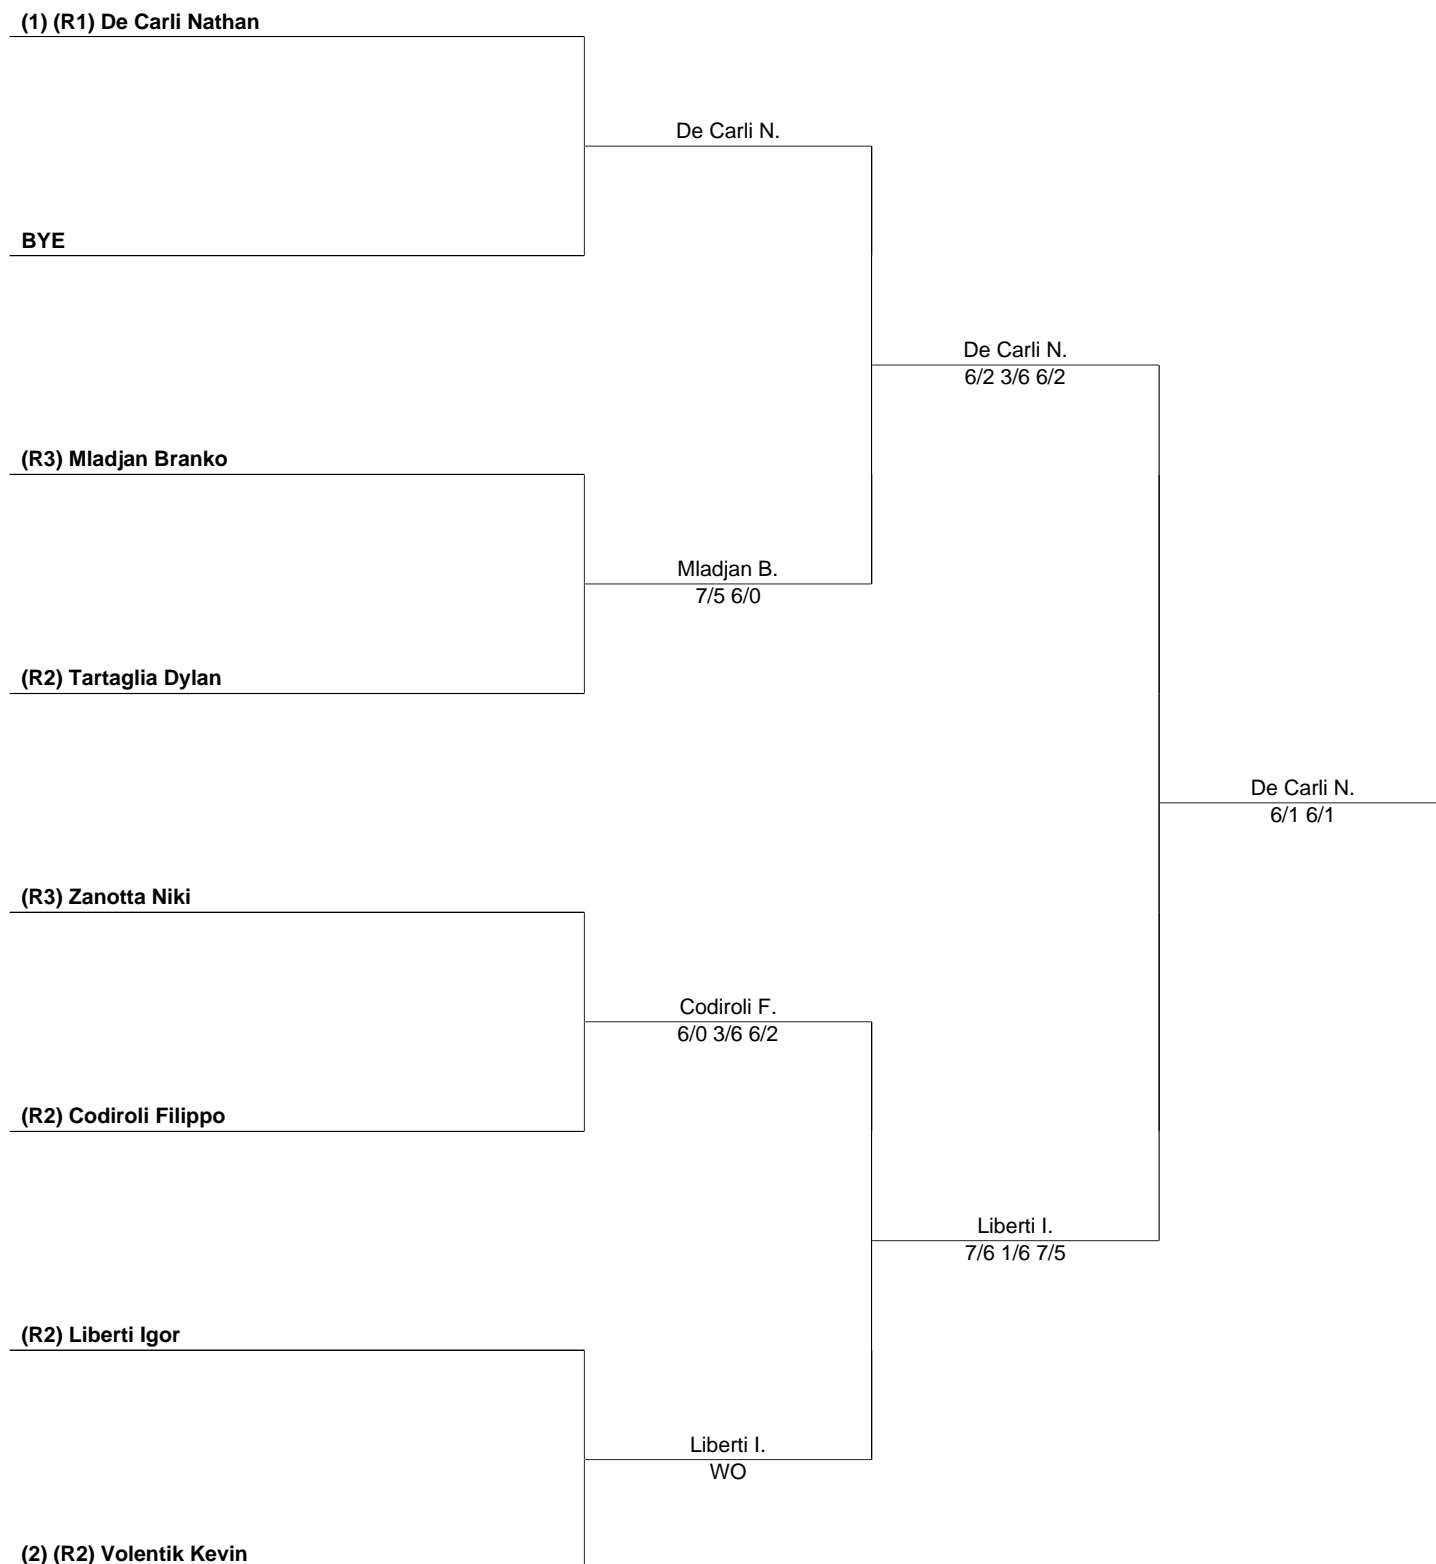 (1) (R1) De Carli Nathan
De Carli N.
BYE
De Carli N.
6/2 3/6 6/2
(R3) Mladjan Branko
Mladjan B.
7/5 6/0
(R2) Tartaglia Dylan
De Carli N.
6/1 6/1
(R3) Zanotta Niki
Codiroli F.
6/0 3/6 6/2
(R2) Codiroli Filippo
Liberti I.
7/6 1/6 7/5
(R2) Liberti Igor
Liberti I.
WO
(2) (R2) Volentik Kevin